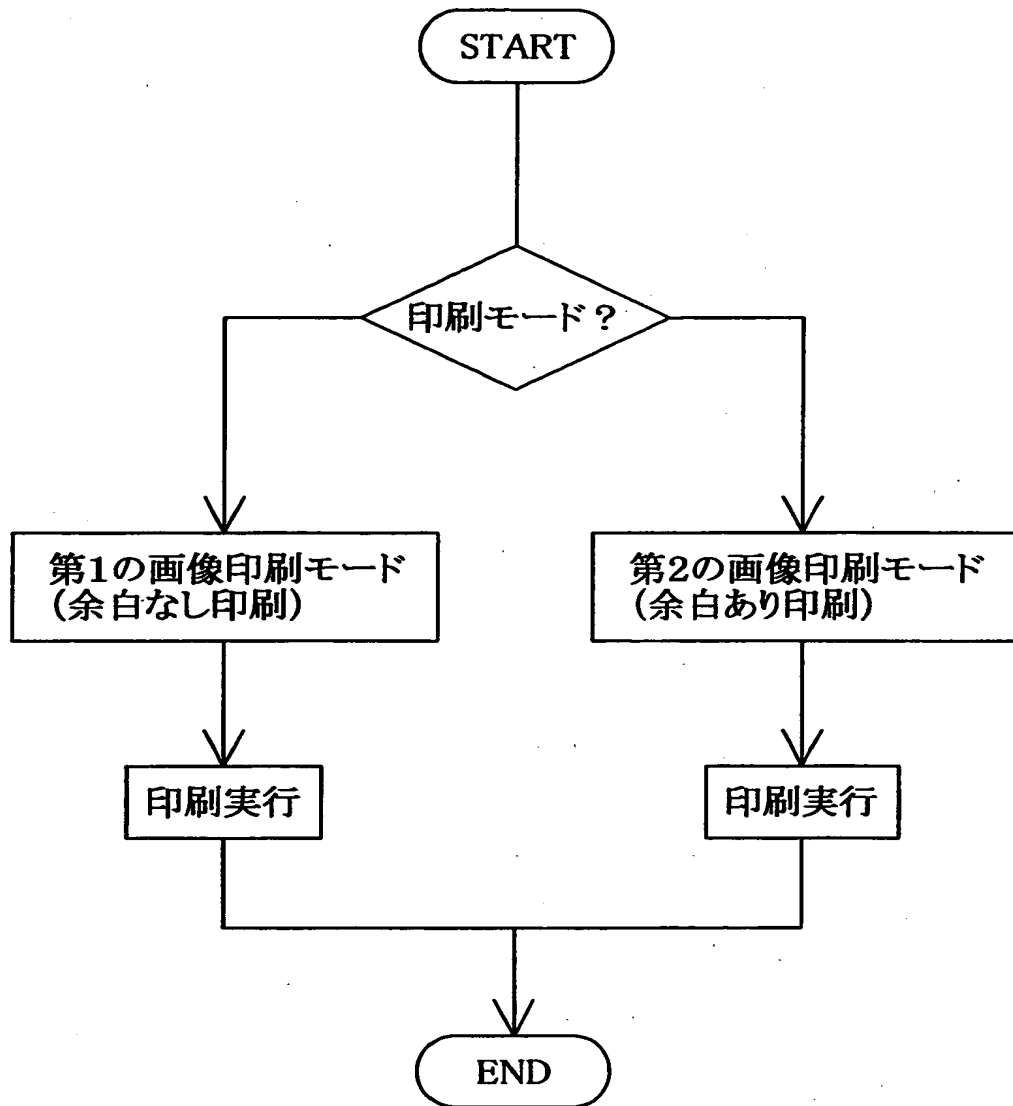 START
印刷モード?
第1の画像印刷モード
(余白なし印刷)
第2の画像印刷モード
(余白あり印刷)
印刷実行
印刷実行
END